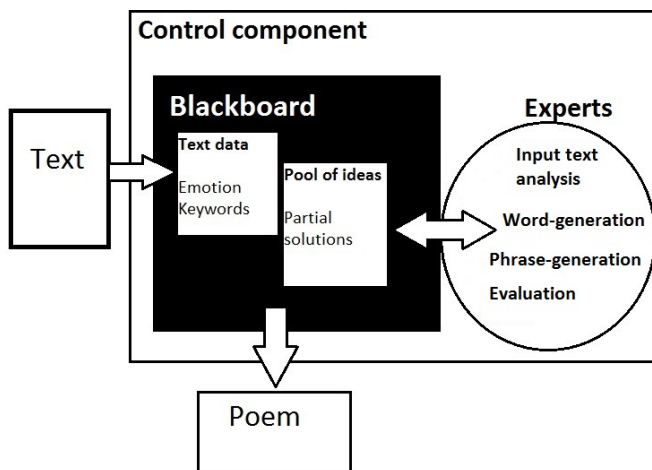 Control component
Text
Blackboard
Text data
Emotion
Keywords
Pool of ideas
Partial
solutions
Experts
Input text
analysis
Word-generation
Phrase-generation
Evaluation
Poem